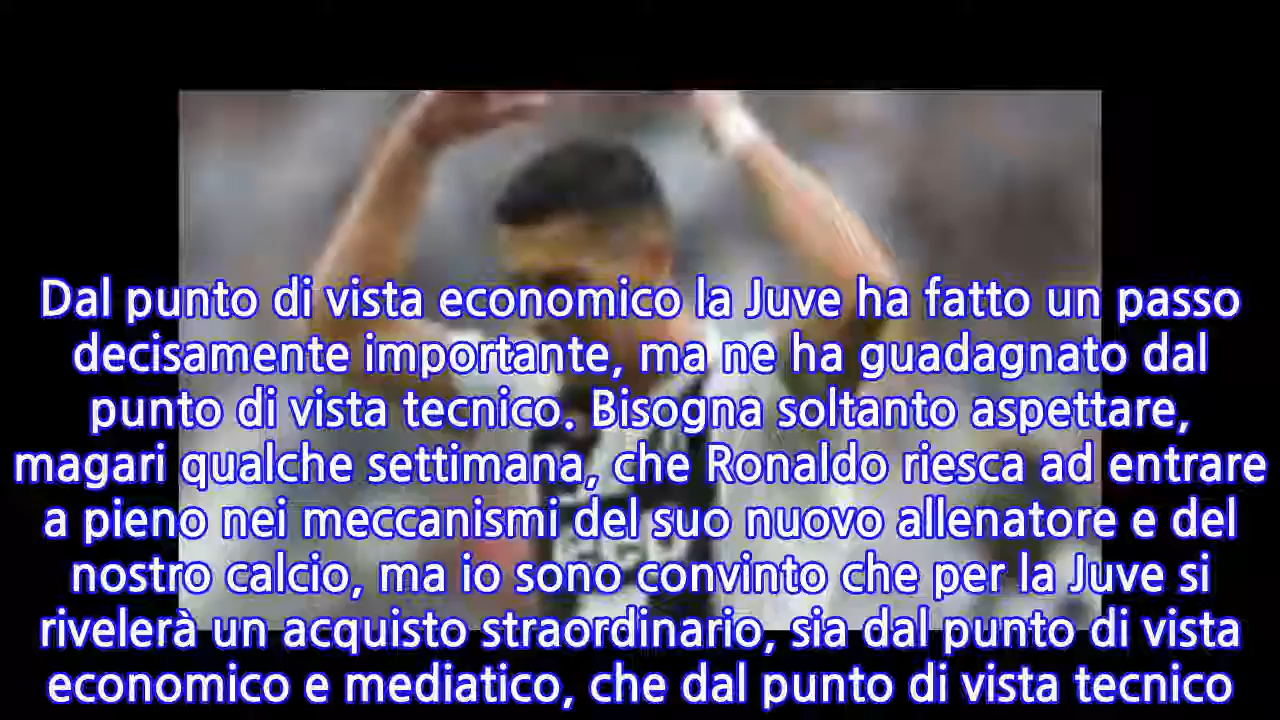 Dal punto di vista economico la Juve ha fatto un passo
decisamente importante, ma ne ha guadagnato dal
punto di vista tecnico. Bisogna soltanto aspettare,
magari qualche settimana, che Ronaldo riesca ad entrare
a pieno nei meccanismi del suo nuovo allenatore e del
nostro calcio, ma io sono convinto che per la Juve si
rivelerà un acquisto straordinario, sia dal punto di vista
economico e mediatico, che dal punto di vista tecnico